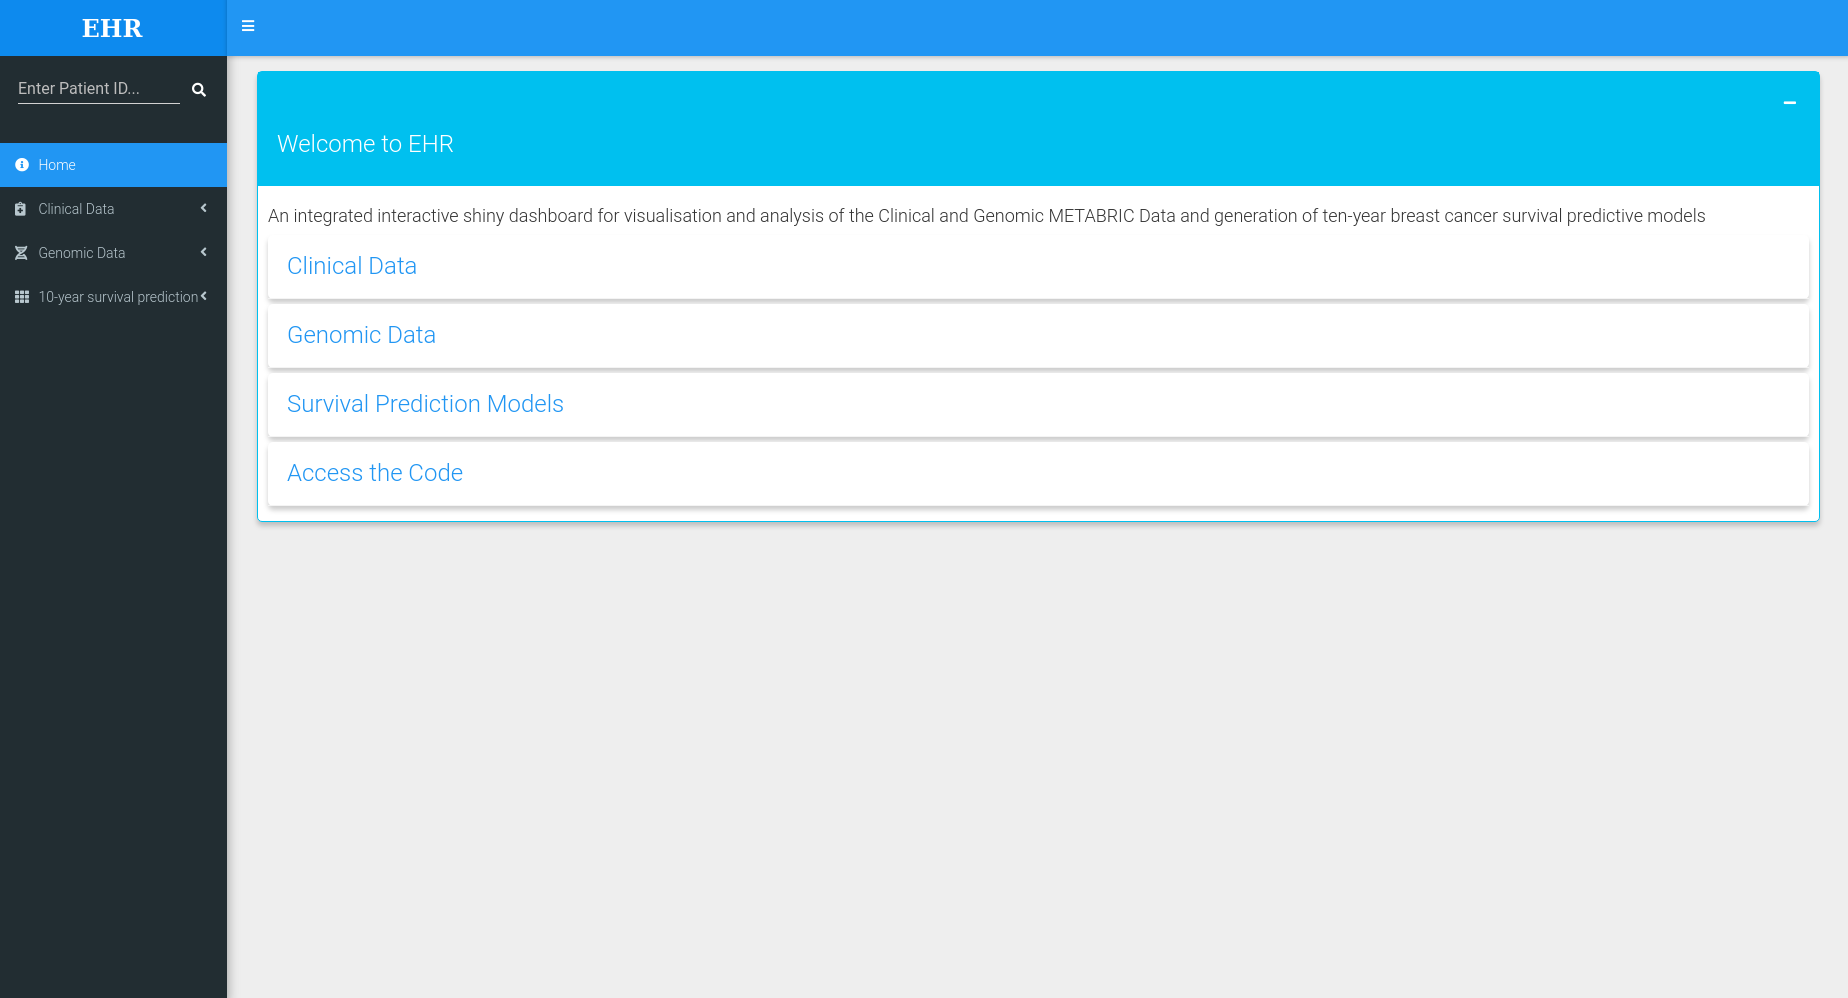 EHR
Enter Patient ID...
Home
Clinical Data
Genomic Data
10-year survival prediction
Welcome to EHR
An integrated interactive shiny dashboard for visualisation and analysis of the Clinical and Genomic METABRIC Data and generation of ten-year breast cancer survival predictive models
Clinical Data
Genomic Data
Survival Prediction Models
Access the Code